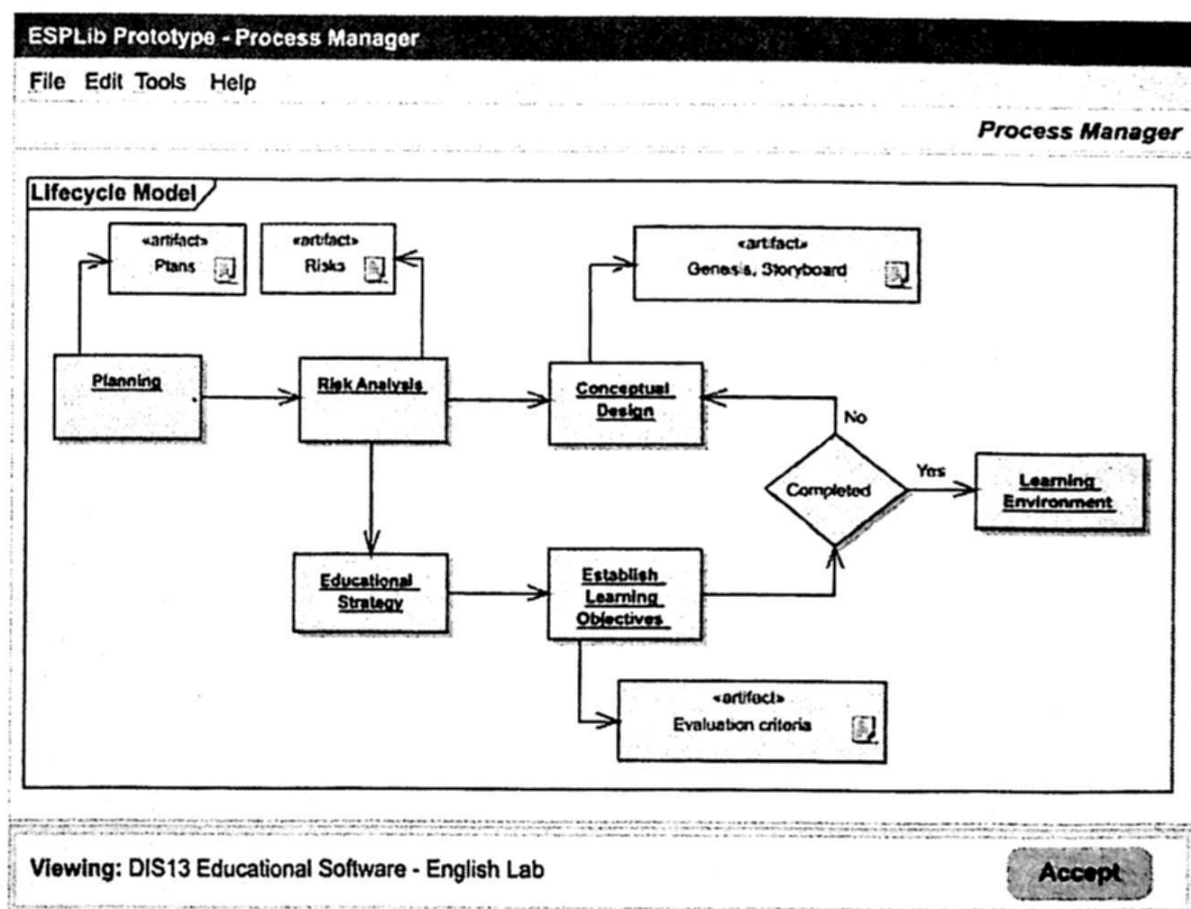 ESPLib Prototype - Process Manager
File Edit Tools Help
Process Manager
Lifecycle Model
«artifact»
Plans
«artifact»
Risks
«artifact»
Genesis, Storyboard
Planning
Risk Analysis
Conceptual
Design
No
Completed
Yes
Learning
Environment
Educational
Strategy
Establish
Learning
Objectives
«artifact»
Evaluation criteria
Viewing: DIS13 Educational Software - English Lab
Accept